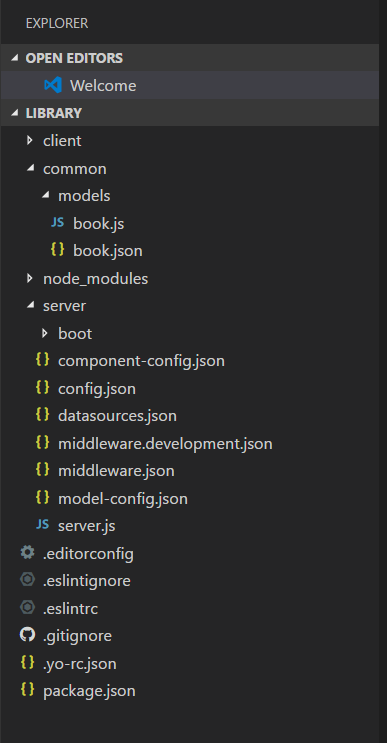 EXPLORER
OPEN EDITORS
Welcome
LIBRARY
client
common
models
JS book.js
{} book.json
node_modules
server
boot
{} component-config.json
{} config.json
{} datasources.json
{} middleware.development.json
{} middleware.json
{} model-config.json
JS server.js
.editorconfig
.eslintignore
.eslintrc
.gitignore
{} .yo-rc.json
{} package.json